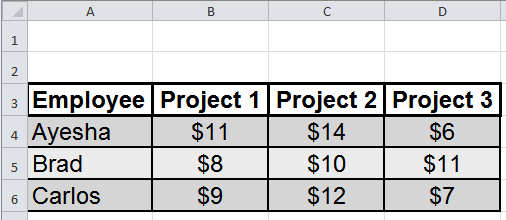 A B C D
1
2
3 Employee Project 1 Project 2 Project 3
4 Ayesha $11 $14 $6
5 Brad $8 $10 $11
6 Carlos $9 $12 $7